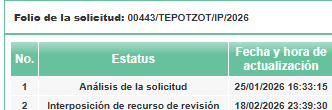 Folio de la solicitud: 00443/TEPOTZOT/IP/2026
No. Estatus Fecha y hora de actualización
1 Análisis de la solicitud 25/01/2026 16:33:15
2 Interposición de recurso de revisión 18/02/2026 23:39:30